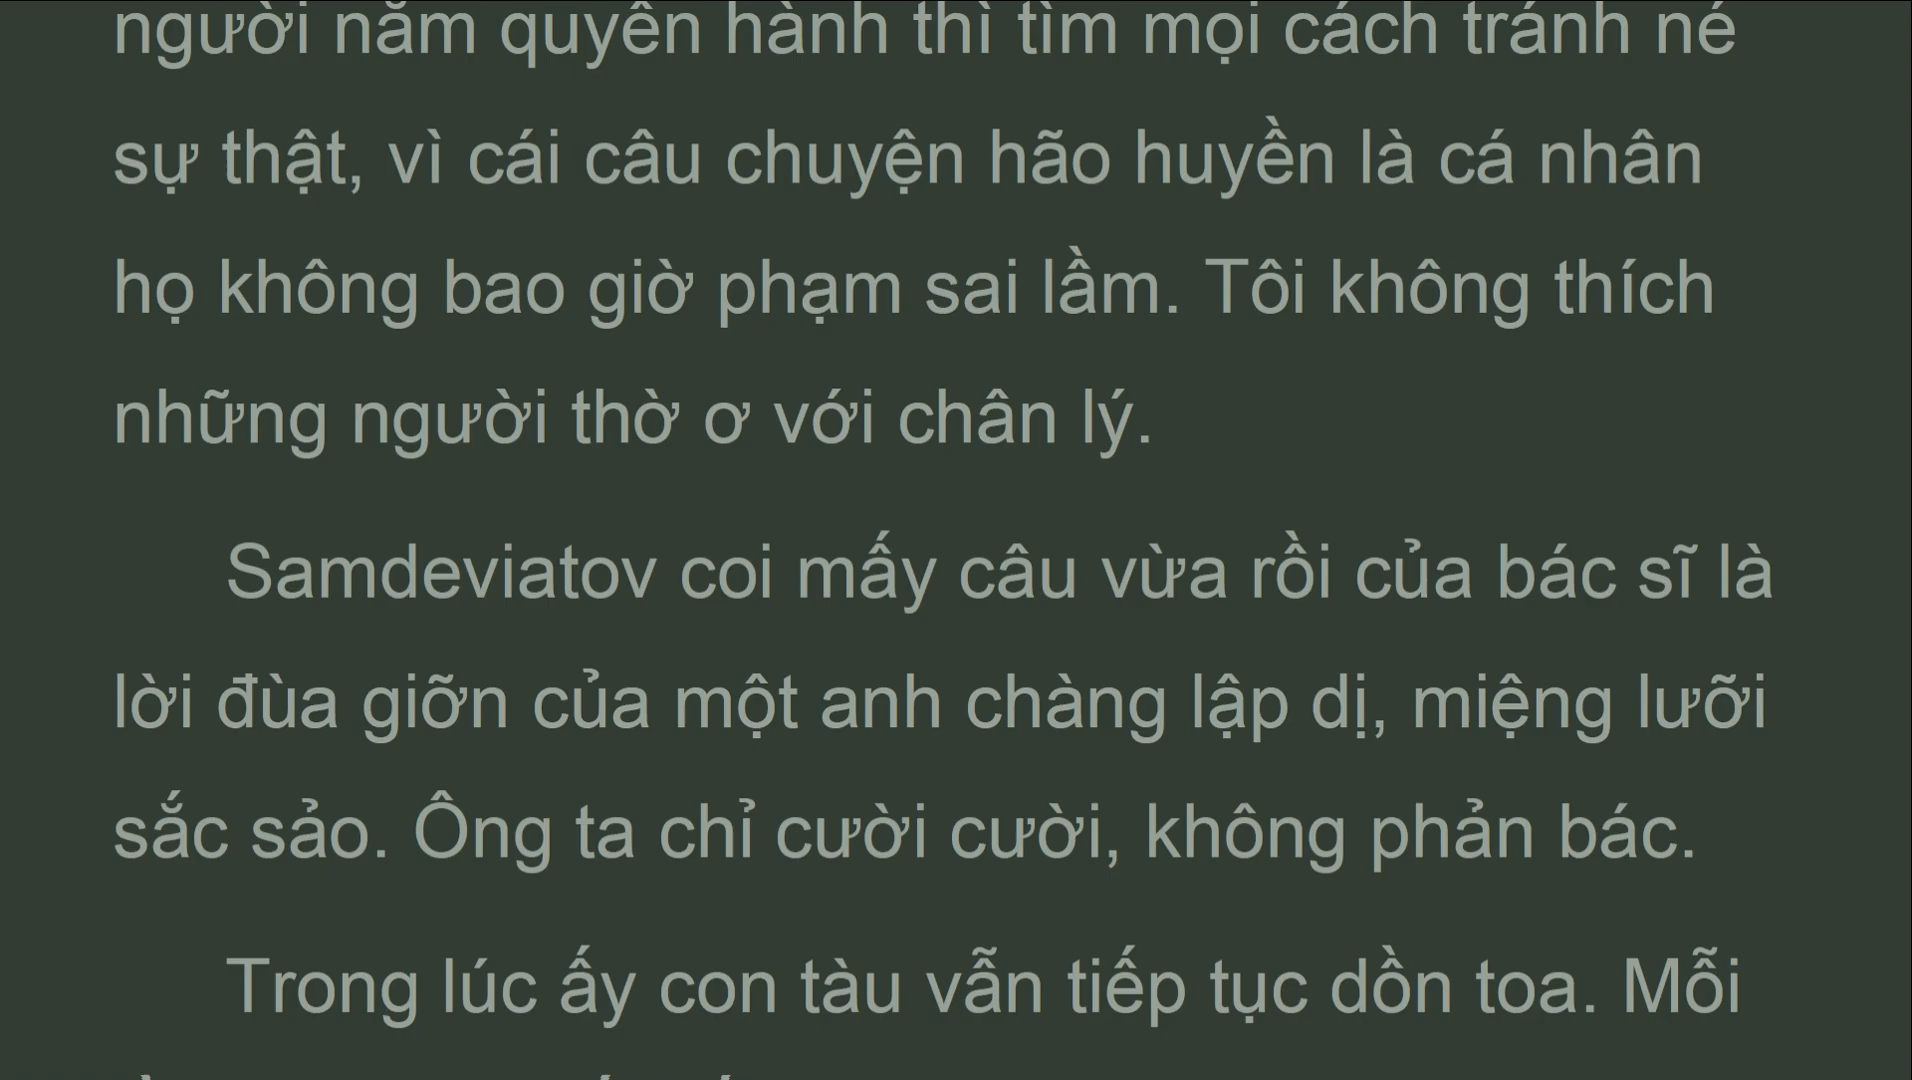 người nắm quyền hành thì tìm mọi cách tránh né
sự thật, vì cái câu chuyện hão huyền là cá nhân
họ không bao giờ phạm sai lầm. Tôi không thích
những người thờ ơ với chân lý.
Samdeviatov coi mấy câu vừa rồi của bác sĩ là
lời đùa giỡn của một anh chàng lập dị, miệng lưỡi
sắc sảo. Ông ta chỉ cười cười, không phản bác.
Trong lúc ấy con tàu vẫn tiếp tục dồn toa. Mỗi